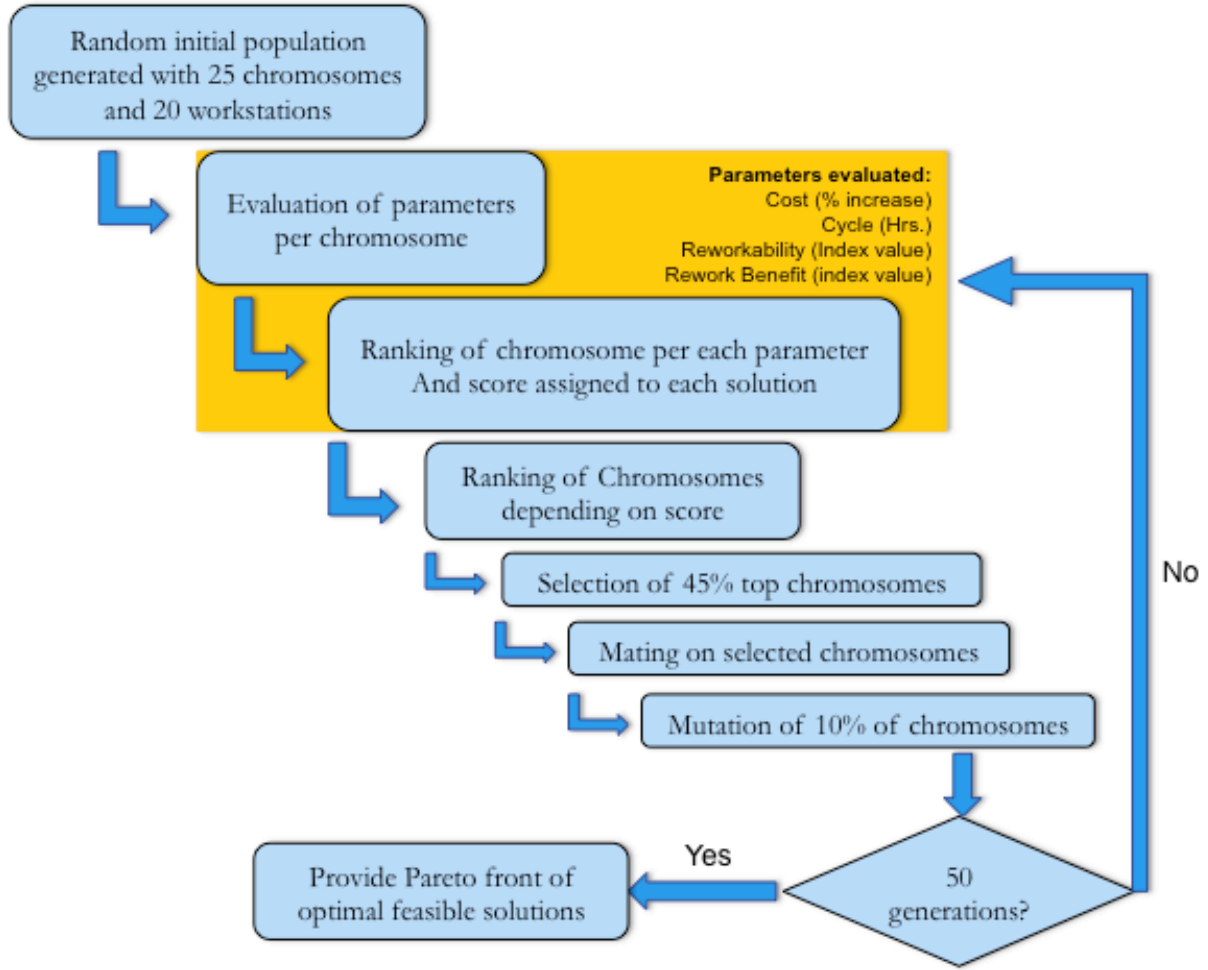 Random initial population
generated with 25 chromosomes
and 20 workstations
Evaluation of parameters
per chromosome
Parameters evaluated:
Cost (% increase)
Cycle (Hrs.)
Reworkability (Index value)
Rework Benefit (index value)
Ranking of chromosome per each parameter
And score assigned to each solution
Ranking of Chromosomes
depending on score
Selection of 45% top chromosomes
Mating on selected chromosomes
Mutation of 10% of chromosomes
No
50
generations?
Yes
Provide Pareto front of
optimal feasible solutions